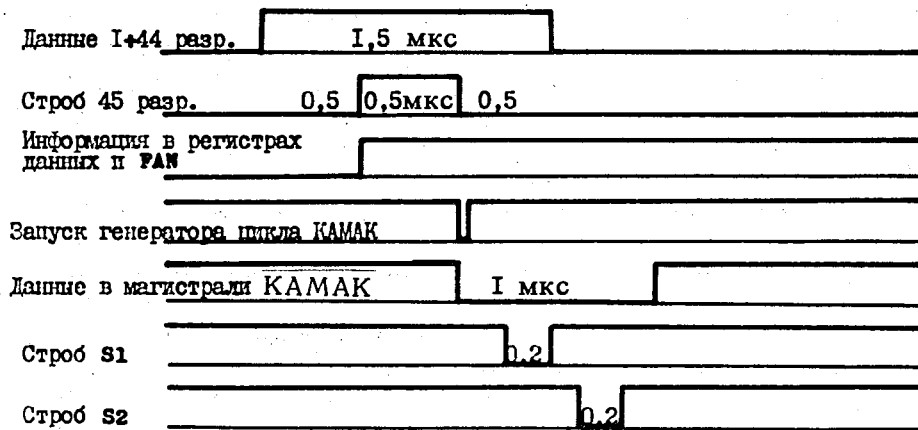 Данные I+44 разр. I,5 мкс
Строб 45 разр. 0,5 0,5мкс 0,5
Информация в регистрах
данных и FAN
Запуск генератора цикла КАМАК
Данные в магистрали КАМАК I мкс
Строб S1 0.2
Строб S2 0.2